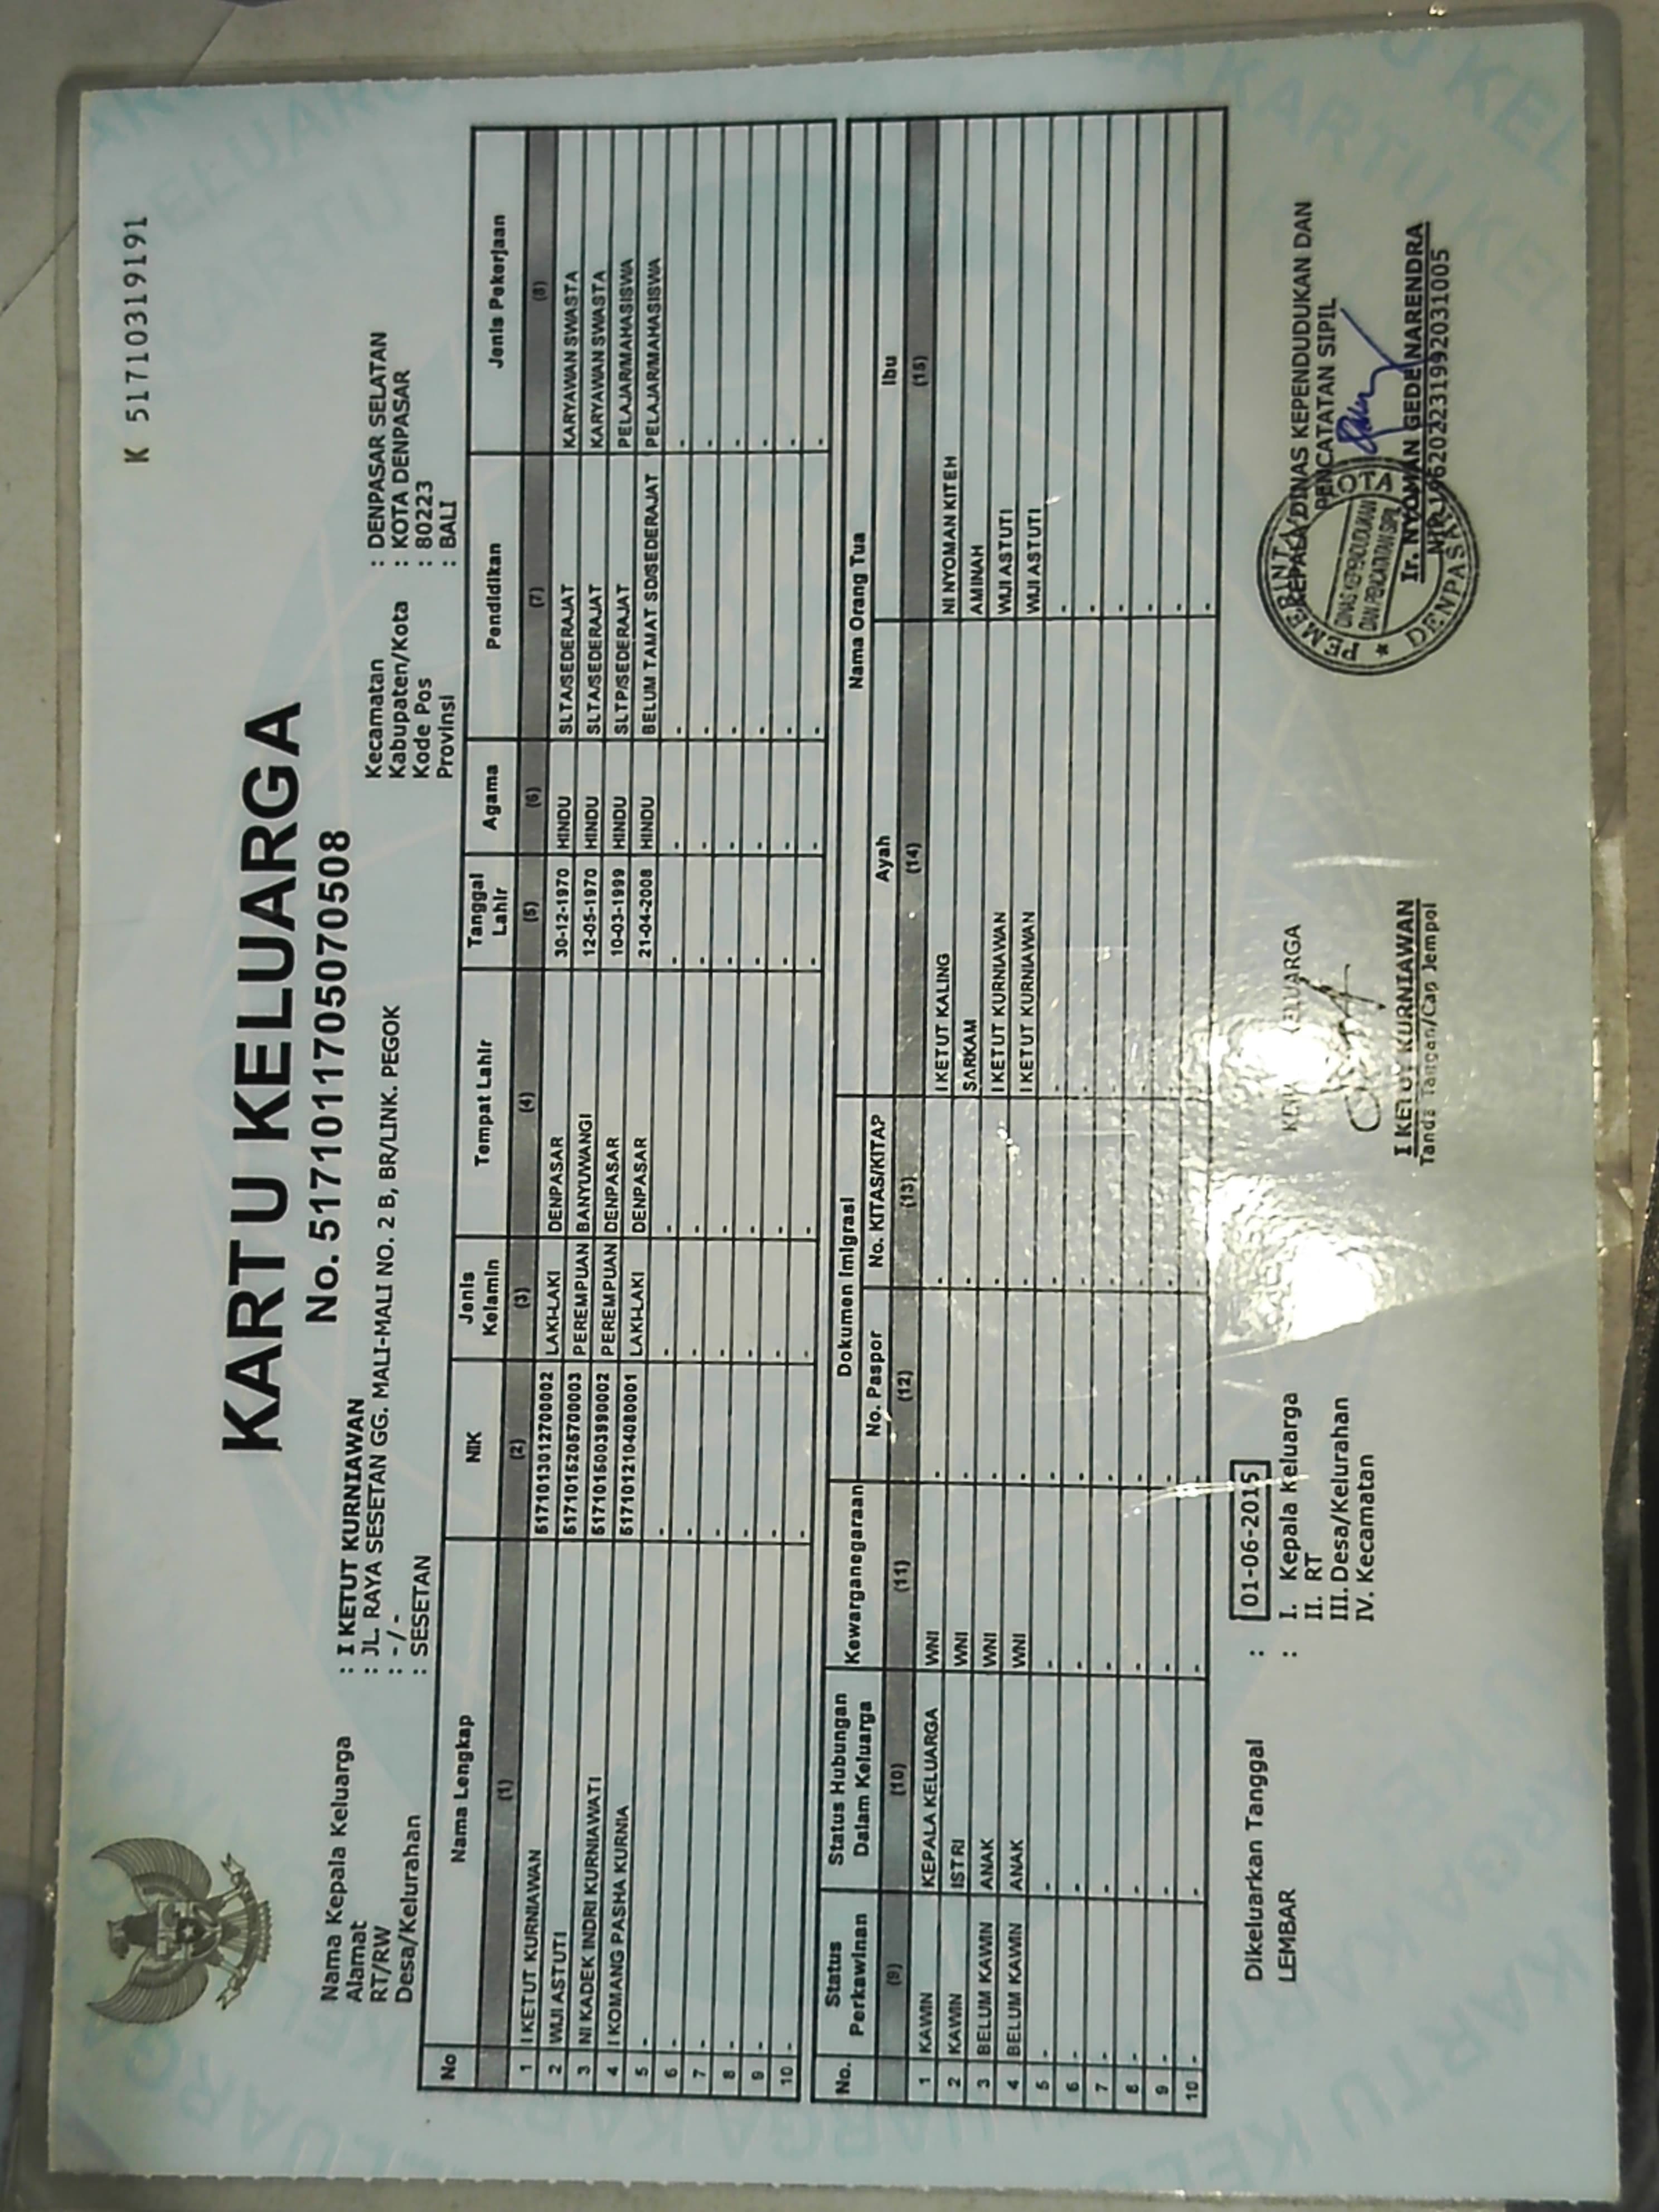 K 5171031919​1
KARTU KELUARGA
No. 5171011705070508
Nama Kepala Keluarga : I KETUT KURNIAWAN
Alamat : JL. RAYA SESETAN GG. MALI-MALI NO. 2 B, BR/LINK. PEGOK
RT/RW : - / -
Desa/Kelurahan : SESETAN
Kecamatan : DENPASAR SELATAN
Kabupaten/Kota : KOTA DENPASAR
Kode Pos : 80223
Provinsi : BALI
No Nama Lengkap NIK Jenis Kelamin Tempat Lahir Tanggal Lahir Agama Pendidikan Jenis Pekerjaan
(1) (2) (3) (4) (5) (6) (7) (8)
1 I KETUT KURNIAWAN 5171013012700002 LAKI-LAKI DENPASAR 30-12-1970 HINDU SLTA/SEDERAJAT KARYAWAN SWASTA
2 WIJI ASTUTI 5171015205700003 PEREMPUAN BANYUWANGI 12-05-1970 HINDU SLTA/SEDERAJAT KARYAWAN SWASTA
3 NI KADEK INDRI KURNIAWATI 5171015003990002 PEREMPUAN DENPASAR 10-03-1999 HINDU SLTP/SEDERAJAT PELAJAR/MAHASISWA
4 I KOMANG PASHA KURNIA 5171012104080001 LAKI-LAKI DENPASAR 21-04-2008 HINDU BELUM TAMAT SD/SEDERAJAT PELAJAR/MAHASISWA
5 - - - - - - - -
6 - - - - - - - -
7 - - - - - - - -
8 - - - - - - - -
9 - - - - - - - -
10 - - - - - - - -
No. Status Perkawinan Status Hubungan Dalam Keluarga Kewarganegaraan Dokumen Imigrasi Nama Orang Tua
No. Paspor No. KITAS/KITAP Ayah Ibu
(9) (10) (11) (12) (13) (14) (15)
1 KAWIN KEPALA KELUARGA WNI - - I KETUT KALING NI NYOMAN KITEH
2 KAWIN ISTRI WNI - - SARKAM AMINAH
3 BELUM KAWIN ANAK WNI - - I KETUT KURNIAWAN WIJI ASTUTI
4 BELUM KAWIN ANAK WNI - - I KETUT KURNIAWAN WIJI ASTUTI
5 - - - - - - -
6 - - - - - - -
7 - - - - - - -
8 - - - - - - -
9 - - - - - - -
10 - - - - - - -
Dikeluarkan Tanggal : 01-06-2015
LEMBAR : I. Kepala Keluarga
II. RT
III. Desa/Kelurahan
IV. Kecamatan
KELUARGA
I KETUT KURNIAWAN
Tanda Tangan/Cap Jempol
KEPALA DINAS KEPENDUDUKAN DAN
PENCATATAN SIPIL
PEMERINTA KOTA
DINAS KEPENDUDUKAN
DAN PENCATATAN SIPIL
DENPASAR
Ir. NYOMAN GEDE NARENDRA
NIP.196202231992031005